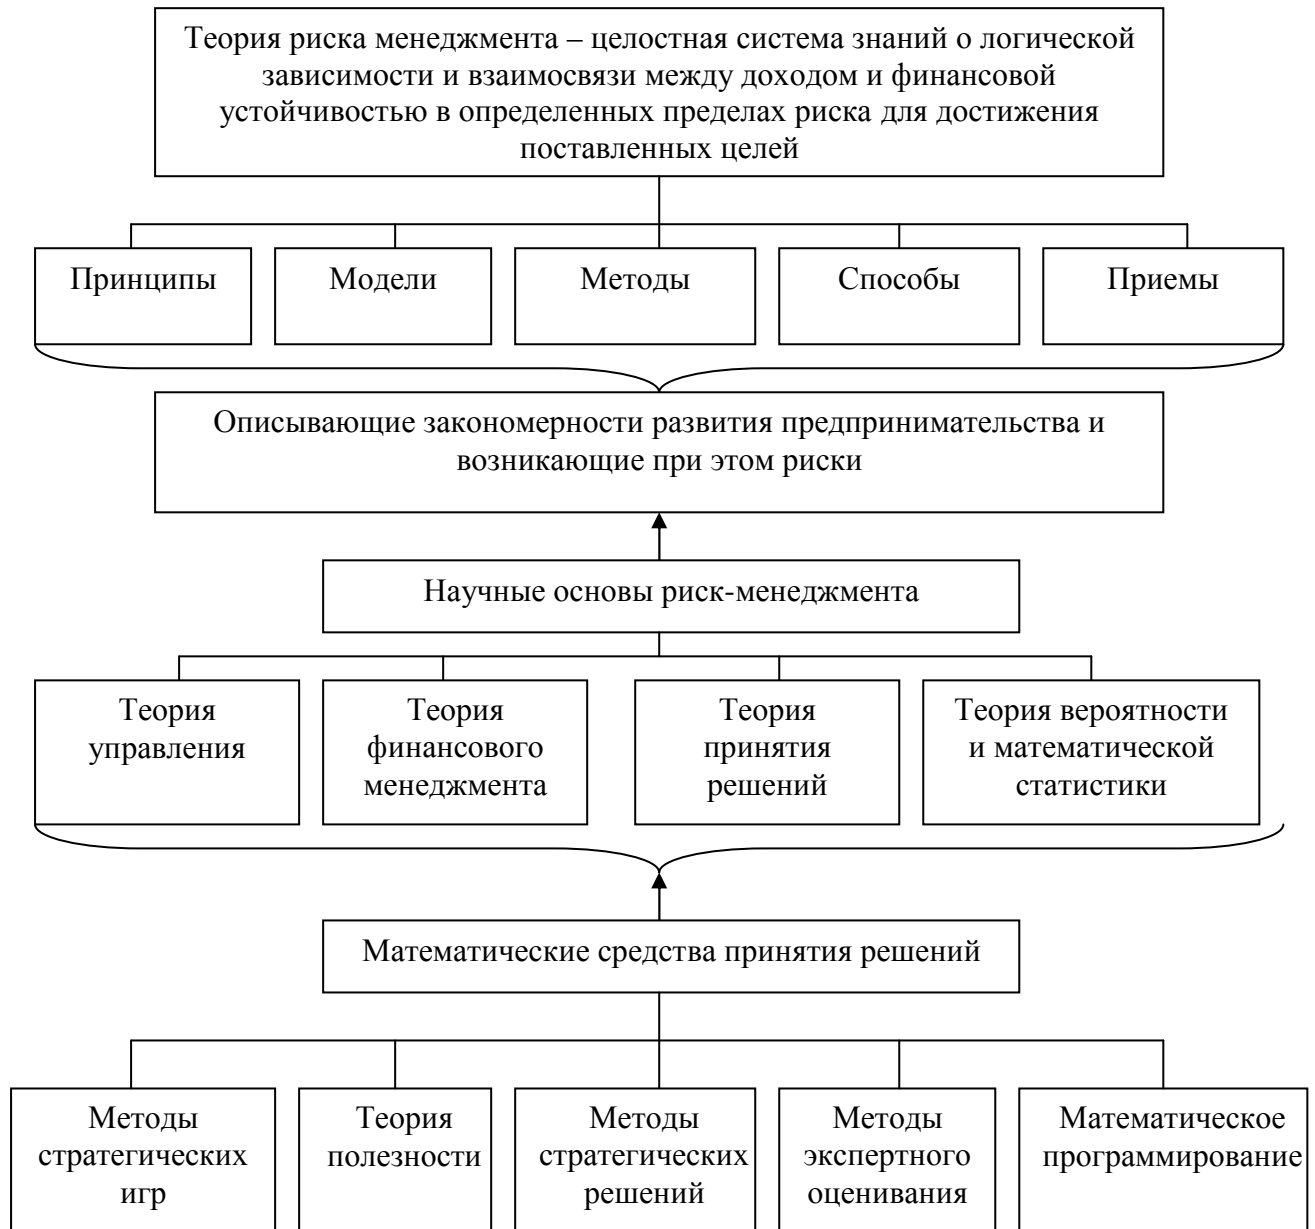 Теория риска менеджмента – целостная система знаний о логической
зависимости и взаимосвязи между доходом и финансовой
устойчивостью в определенных пределах риска для достижения
поставленных целей
Принципы
Модели
Методы
Способы
Приемы
Описывающие закономерности развития предпринимательства и
возникающие при этом риски
Научные основы риск-менеджмента
Теория
управления
Теория
финансового
менеджмента
Теория
принятия
решений
Теория вероятности
и математической
статистики
Математические средства принятия решений
Методы
стратегических
игр
Теория
полезности
Методы
стратегических
решений
Методы
экспертного
оценивания
Математическое
программирование